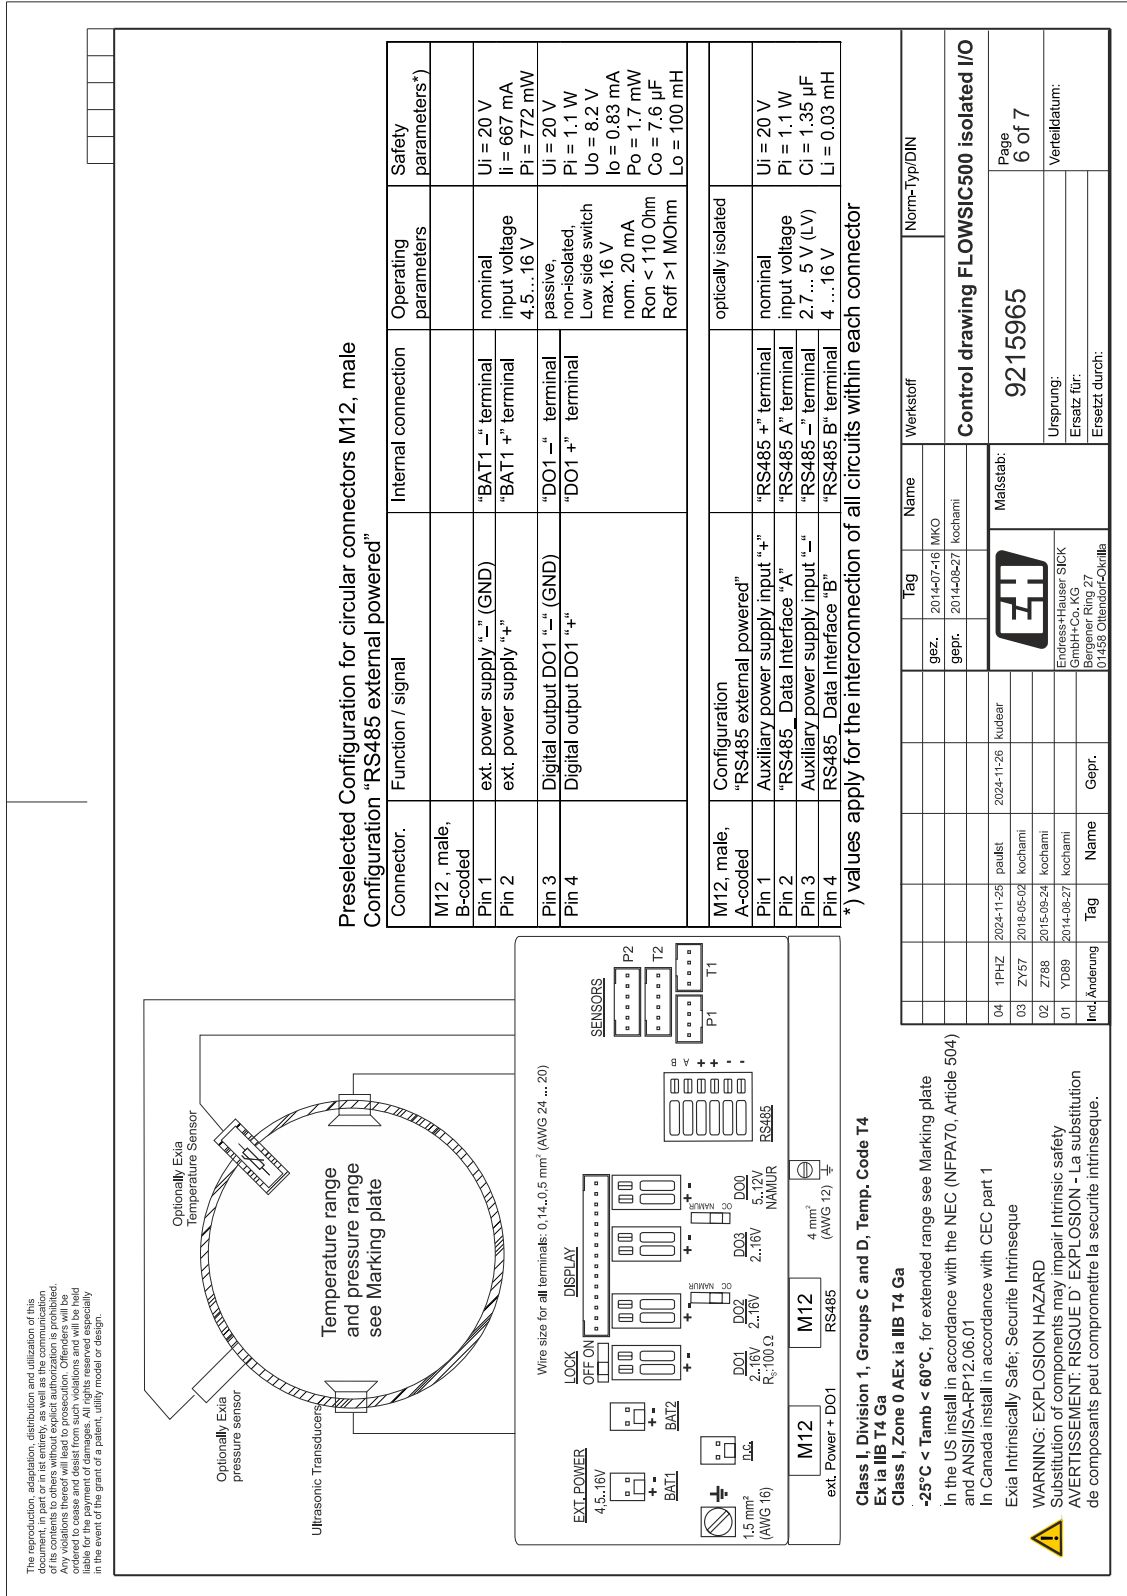 The reproduction, adaptation, distribution and utilization of this
document, in part or in ist entirety, as well as the communication
of its contents to others without explicit authorization is prohibited.
Any violations thereof will lead to prosecution. Offenders will be
ordered to cease and desist from such violations and will be held
liable for the payment of damages. All rights reserved especially
in the event of the grant of a patent, utility model or design.
Optionally Exia
Temperature Sensor
Optionally Exia
pressure sensor
Ultrasonic Transducers
Temperature range
and pressure range
see Marking plate
Wire size for all terminals: 0,14..0,5 mm² (AWG 24 ... 20)
EXT. POWER
4,5..16V
+ -
BAT1
+ -
BAT2
LOCK
OFF ON
DISPLAY
SENSORS
P2
T2
P1
T1
1.5 mm²
(AWG 16)
n.c.
+ -
DO1
2..16V
Rs:100 Ω
+ -
DO2
2..16V
OC NAMUR
+ -
DO3
2..16V
OC NAMUR
+ -
DO0
5..12V
NAMUR
B A + + - -
RS485
M12
ext. Power + DO1
M12
RS485
4 mm²
(AWG 12)
Preselected Configuration for circular connectors M12, male
Configuration “RS485 external powered”
Connector. Function / signal Internal connection Operating parameters Safety parameters*)
M12 , male,
B-coded
Pin 1 ext. power supply “–” (GND) “BAT1 –“ terminal nominal Ui = 20 V
Pin 2 ext. power supply “+” “BAT1 +” terminal input voltage Ii = 667 mA
4.5…16 V Pi = 772 mW
Pin 3 Digital output DO1 “–“ (GND) “DO1 –“ terminal passive, Ui = 20 V
Pin 4 Digital output DO1 “+“ “DO1 +” terminal non-isolated, Pi = 1.1 W
Low side switch Uo = 8.2 V
max.16 V Io = 0.83 mA
nom. 20 mA Po = 1.7 mW
Ron < 110 Ohm Co = 7.6 µF
Roff >1 MOhm Lo = 100 mH
M12, male, Configuration optically isolated
A-coded “RS485 external powered”
Pin 1 Auxiliary power supply input “+” “RS485 +” terminal nominal Ui = 20 V
Pin 2 “RS485_ Data Interface “A” “RS485 A” terminal input voltage Pi = 1.1 W
Pin 3 Auxiliary power supply input “–“ “RS485 –” terminal 2.7... 5 V (LV) Ci = 1.35 µF
Pin 4 RS485_ Data Interface “B” “RS485 B“ terminal 4 …16 V Li = 0.03 mH
*) values apply for the interconnection of all circuits within each connector
Class I, Division 1, Groups C and D, Temp. Code T4
Ex ia IIB T4 Ga
Class I, Zone 0 AEx ia IIB T4 Ga
-25°C < Tamb < 60°C, for extended range see Marking plate
In the US install in accordance with the NEC (NFPA70, Article 504)
and ANSI/ISA-RP12.06.01
In Canada install in accordance with CEC part 1
Exia Intrinsically Safe; Securite Intrinseque
WARNING: EXPLOSION HAZARD
Substitution of components may impair Intrinsic safety
AVERTISSEMENT: RISQUE D` EXPLOSION - La substitution
de composants peut compromettre la securite intrinseque.
Tag Name Werkstoff Norm-Typ/DIN
gez. 2014-07-16 MKO
gepr. 2014-08-27 kochami
Control drawing FLOWSIC500 isolated I/O
04 1PHZ 2024-11-25 paulst 2024-11-26 kudear
03 ZY57 2018-05-02 kochami
02 Z788 2015-09-24 kochami
01 YD89 2014-08-27 kochami
Ind. Änderung Tag Name Gepr.
EH
Endress+Hauser SICK
GmbH+Co. KG
Bergener Ring 27
01458 Ottendorf-Okrilla
Maßstab:
9215965
Page
6 of 7
Ursprung:
Ersatz für:
Ersetzt durch:
Verteildatum: